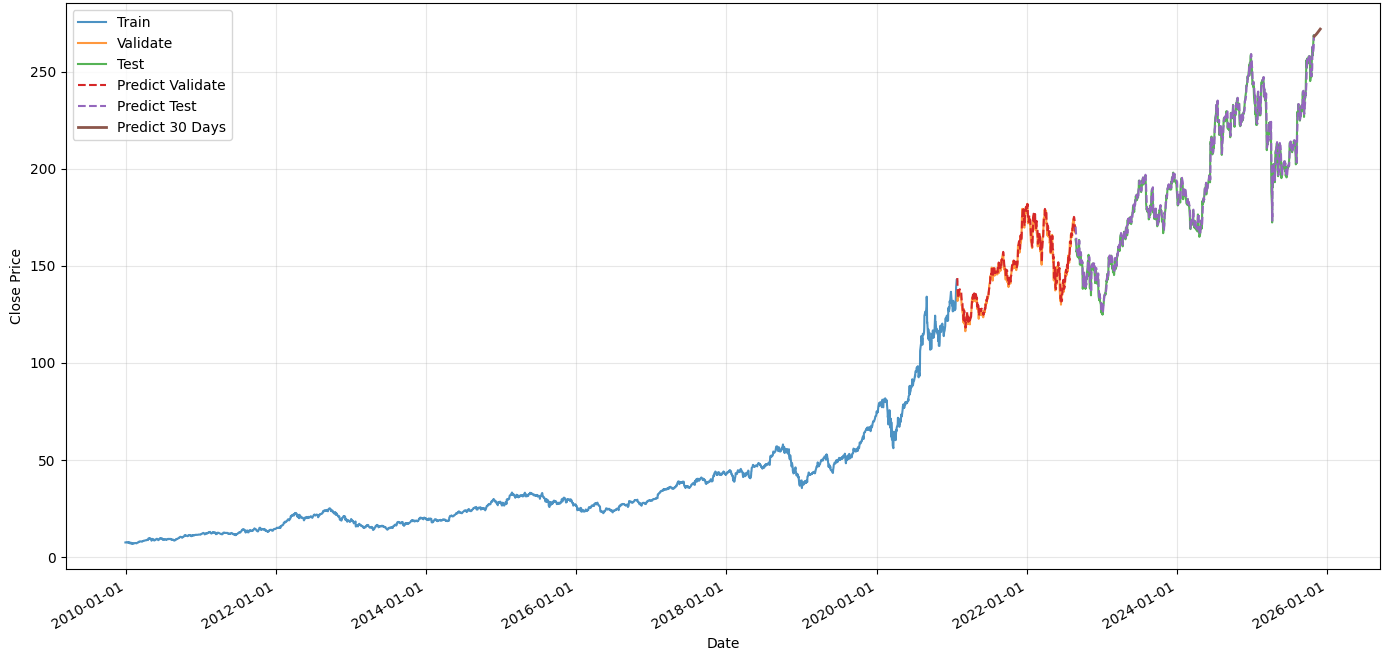 Train
Validate
Test
Predict Validate
Predict Test
Predict 30 Days
Close Price
250
200
150
100
50
0
2010-01-01
2012-01-01
2014-01-01
2016-01-01
2018-01-01
2020-01-01
2022-01-01
2024-01-01
2026-01-01
Date